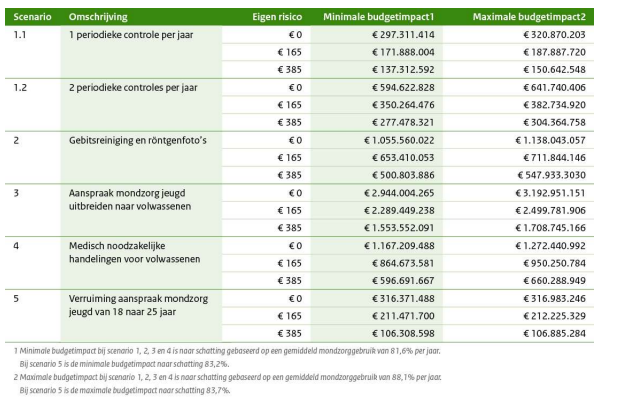 Scenario Omschrijving Eigen risico Minimale budgetimpact1 Maximale budgetimpact2
1.1 1 periodieke controle per jaar € 0 € 297.311.414 € 320.870.203
€ 165 € 171.888.004 € 187.887.720
€ 385 € 137.312.592 € 150.642.548
1.2 2 periodieke controles per jaar € 0 € 594.622.828 € 641.740.406
€ 165 € 350.264.476 € 382.734.920
€ 385 € 277.478.321 € 304.364.758
2 Gebitsreiniging en röntgenfoto's € 0 € 1.055.560.022 € 1.138.043.057
€ 165 € 653.410.053 € 711.844.146
€ 385 € 500.803.886 € 547.933.3030
3 Aanspraak mondzorg jeugd € 0 € 2.944.004.265 € 3.192.951.151
uitbreiden naar volwassenen € 165 € 2.289.449.238 € 2.499.781.906
€ 385 € 1.553.552.091 € 1.708.745.166
4 Medisch noodzakelijke € 0 € 1.167.209.488 € 1.272.440.992
handelingen voor volwassenen € 165 € 864.673.581 € 950.250.784
€ 385 € 596.691.667 € 660.288.949
5 Verruiming aanspraak mondzorg € 0 € 316.371.488 € 316.983.246
jeugd van 18 naar 25 jaar € 165 € 211.471.700 € 212.225.329
€ 385 € 106.308.598 € 106.885.284
1 Minimale budgetimpact bij scenario 1, 2, 3 en 4 is naar schatting gebaseerd op een gemiddeld mondzorggebruik van 81,6% per jaar.
Bij scenario 5 is de minimale budgetimpact naar schatting 83,2%.
2 Maximale budgetimpact bij scenario 1, 2, 3 en 4 is naar schatting gebaseerd op een gemiddeld mondzorggebruik van 88,1% per jaar.
Bij scenario 5 is de maximale budgetimpact naar schatting 83,7%.